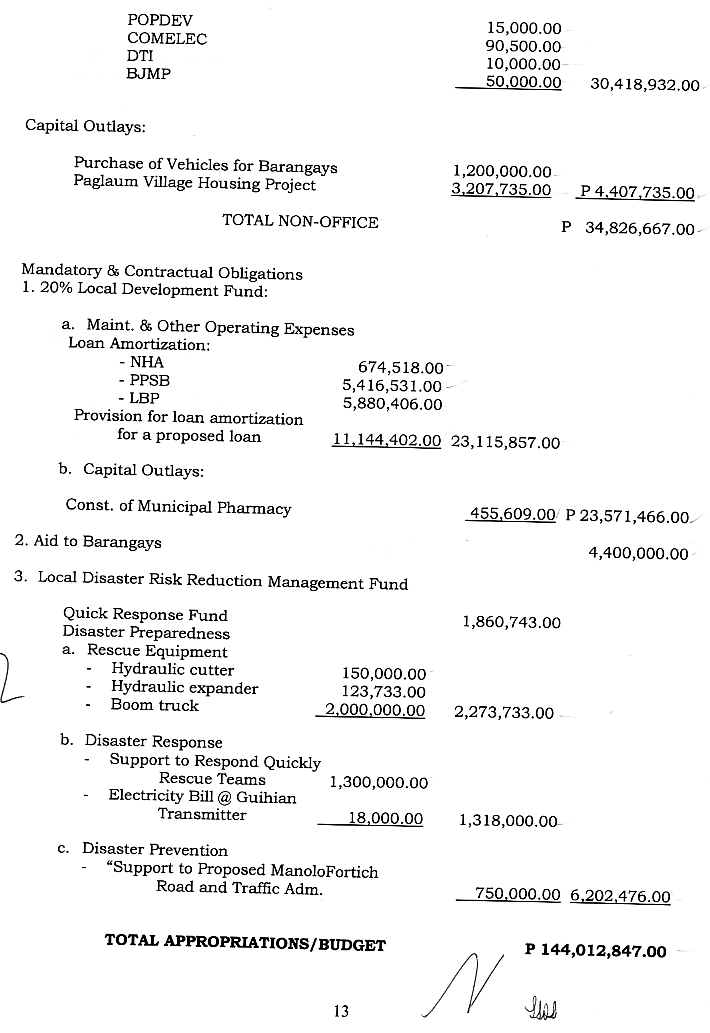 POPDEV 15,000.00
COMELEC 90,500.00
DTI 10,000.00
BJMP 50,000.00 30,418,932.00
Capital Outlays:
Purchase of Vehicles for Barangays 1,200,000.00
Paglaum Village Housing Project 3,207,735.00 P 4,407,735.00
TOTAL NON-OFFICE P 34,826,667.00
Mandatory & Contractual Obligations
1. 20% Local Development Fund:
a. Maint. & Other Operating Expenses
Loan Amortization:
- NHA 674,518.00
- PPSB 5,416,531.00
- LBP 5,880,406.00
Provision for loan amortization
for a proposed loan 11,144,402.00 23,115,857.00
b. Capital Outlays:
Const. of Municipal Pharmacy 455,609.00 P 23,571,466.00
2. Aid to Barangays 4,400,000.00
3. Local Disaster Risk Reduction Management Fund
Quick Response Fund 1,860,743.00
Disaster Preparedness
a. Rescue Equipment
- Hydraulic cutter 150,000.00
- Hydraulic expander 123,733.00
- Boom truck 2,000,000.00 2,273,733.00
b. Disaster Response
- Support to Respond Quickly
Rescue Teams 1,300,000.00
- Electricity Bill @ Guihian
Transmitter 18,000.00 1,318,000.00
c. Disaster Prevention
- “Support to Proposed ManoloFortich
Road and Traffic Adm. 750,000.00 6,202,476.00
TOTAL APPROPRIATIONS/BUDGET P 144,012,847.00
13